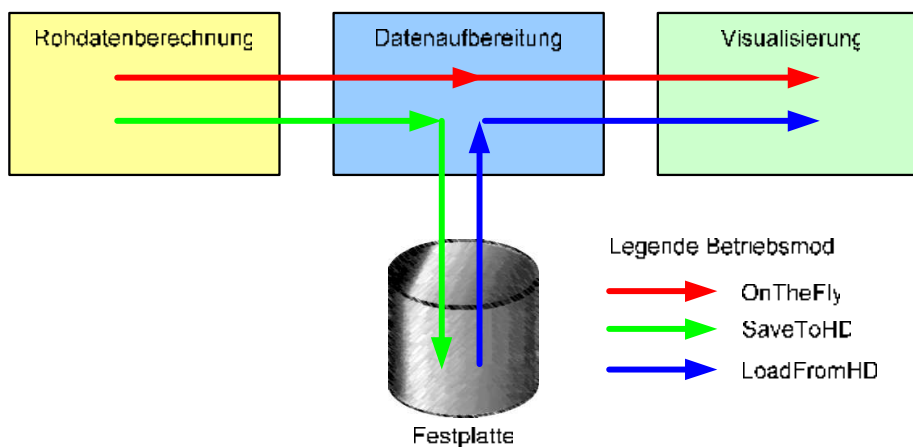 Rohdatenberechnung
Datenaufbereitung
Visualisierung
Legende Betriebsmod
OnTheFly
SaveToHD
LoadFromHD
Festplatte